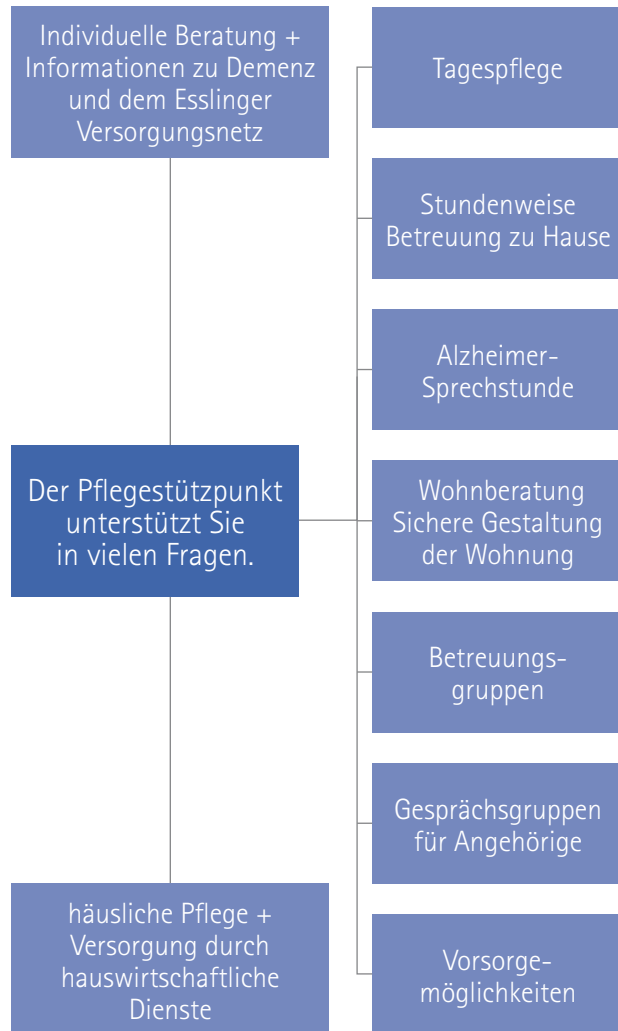 Individuelle Beratung +
Informationen zu Demenz
und dem Esslinger
Versorgungsnetz
Der Pflegestützpunkt
unterstützt Sie
in vielen Fragen.
häusliche Pflege +
Versorgung durch
hauswirtschaftliche
Dienste
Tagespflege
Stundenweise
Betreuung zu Hause
Alzheimer-
Sprechstunde
Wohnberatung
Sichere Gestaltung
der Wohnung
Betreuungs-
gruppen
Gesprächsgruppen
für Angehörige
Vorsorge-
möglichkeiten